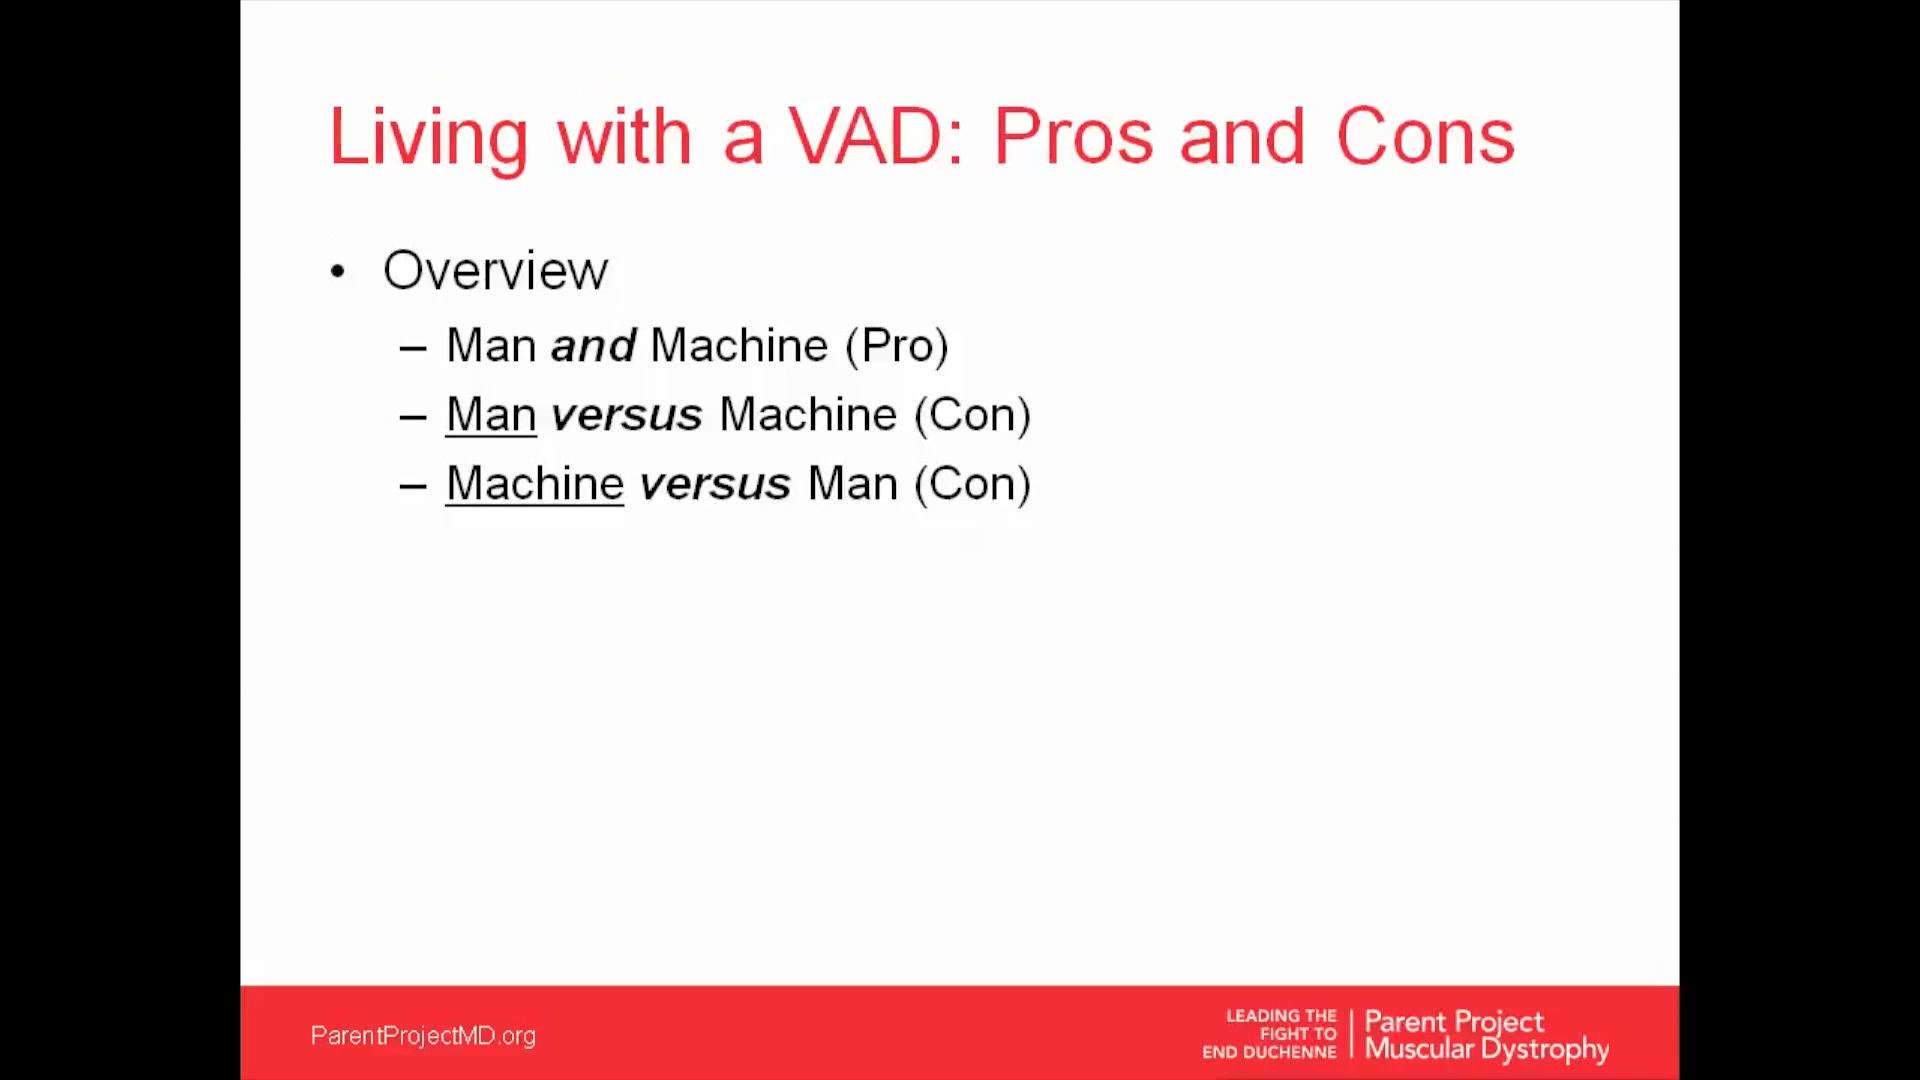 Living with a VAD: Pros and Cons
• Overview
– Man and Machine (Pro)
– Man versus Machine (Con)
– Machine versus Man (Con)
ParentProjectMD.org
LEADING THE
FIGHT TO
END DUCHENNE
Parent Project
Muscular Dystrophy